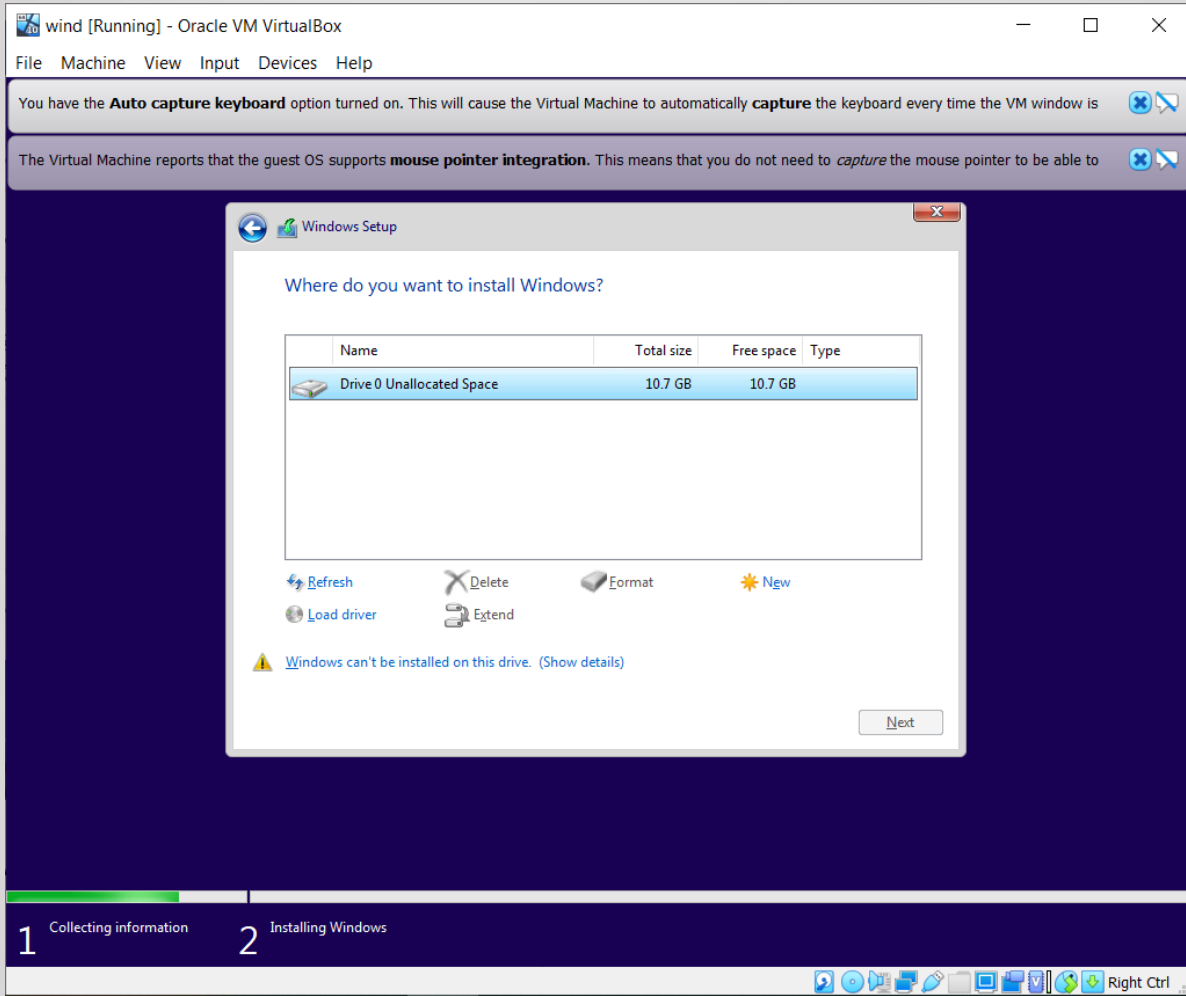 wind [Running] - Oracle VM VirtualBox
File Machine View Input Devices Help
You have the Auto capture keyboard option turned on. This will cause the Virtual Machine to automatically capture the keyboard every time the VM window is
The Virtual Machine reports that the guest OS supports mouse pointer integration. This means that you do not need to capture the mouse pointer to be able to
Windows Setup
Where do you want to install Windows?
Name Total size Free space Type
Drive 0 Unallocated Space 10.7 GB 10.7 GB
Refresh Delete Format New
Load driver Extend
Windows can't be installed on this drive. (Show details)
Next
1 Collecting information 2 Installing Windows
Right Ctrl